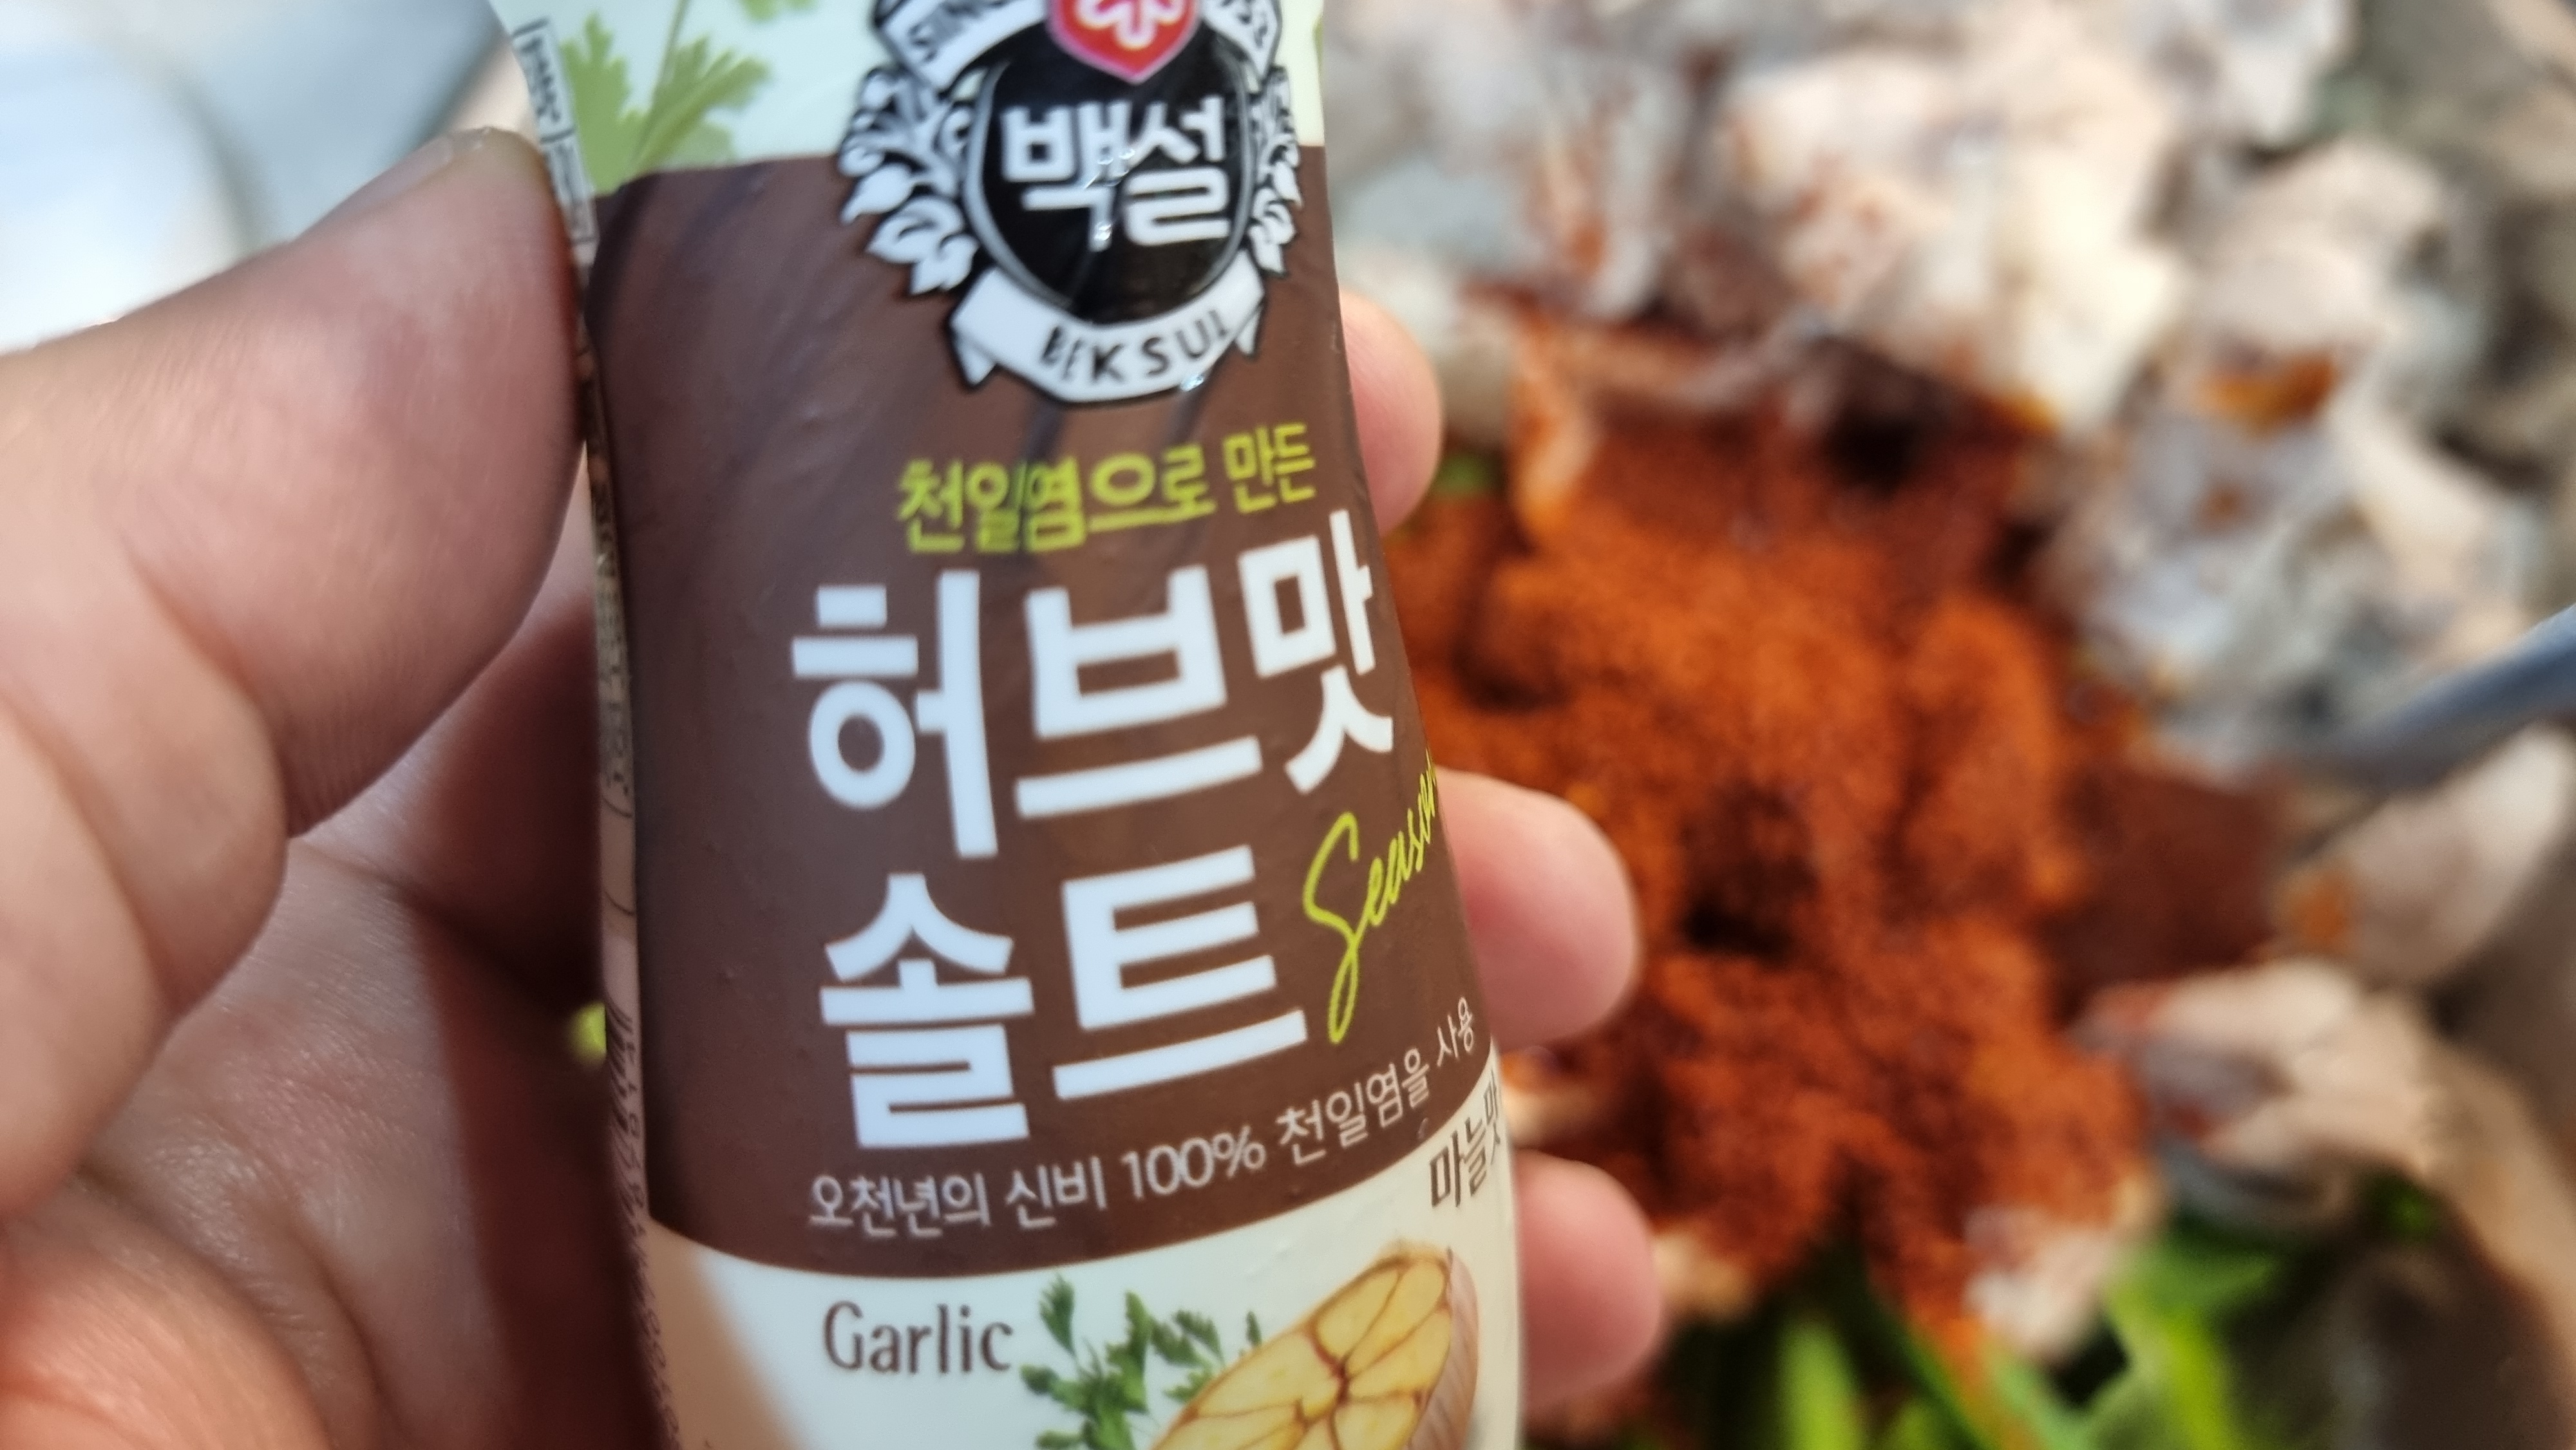 백설
BEKSUL
천일염으로 만든
허브맛
솔트
오천년의 신비 100% 천일염을 사용
Garlic